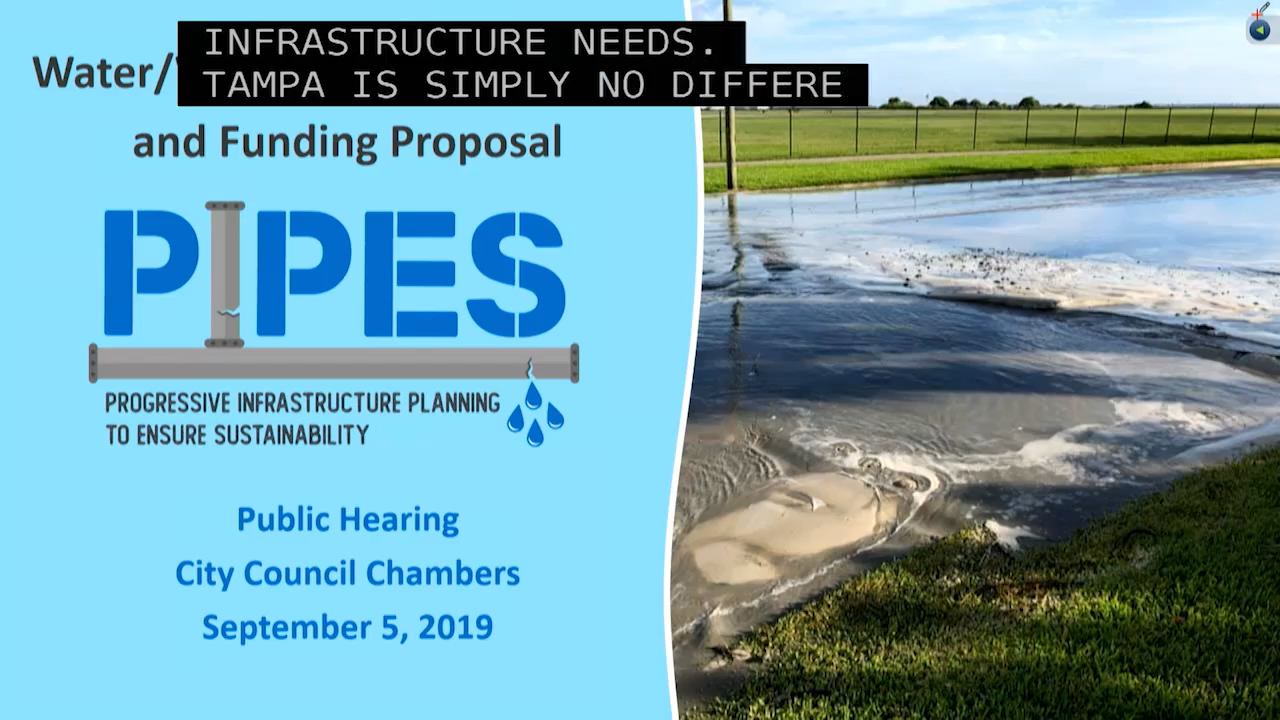 INFRASTRUCTURE NEEDS.
TAMPA IS SIMPLY NO DIFFERE
Water/
and Funding Proposal
PIPES
PROGRESSIVE INFRASTRUCTURE PLANNING
TO ENSURE SUSTAINABILITY
Public Hearing
City Council Chambers
September 5, 2019